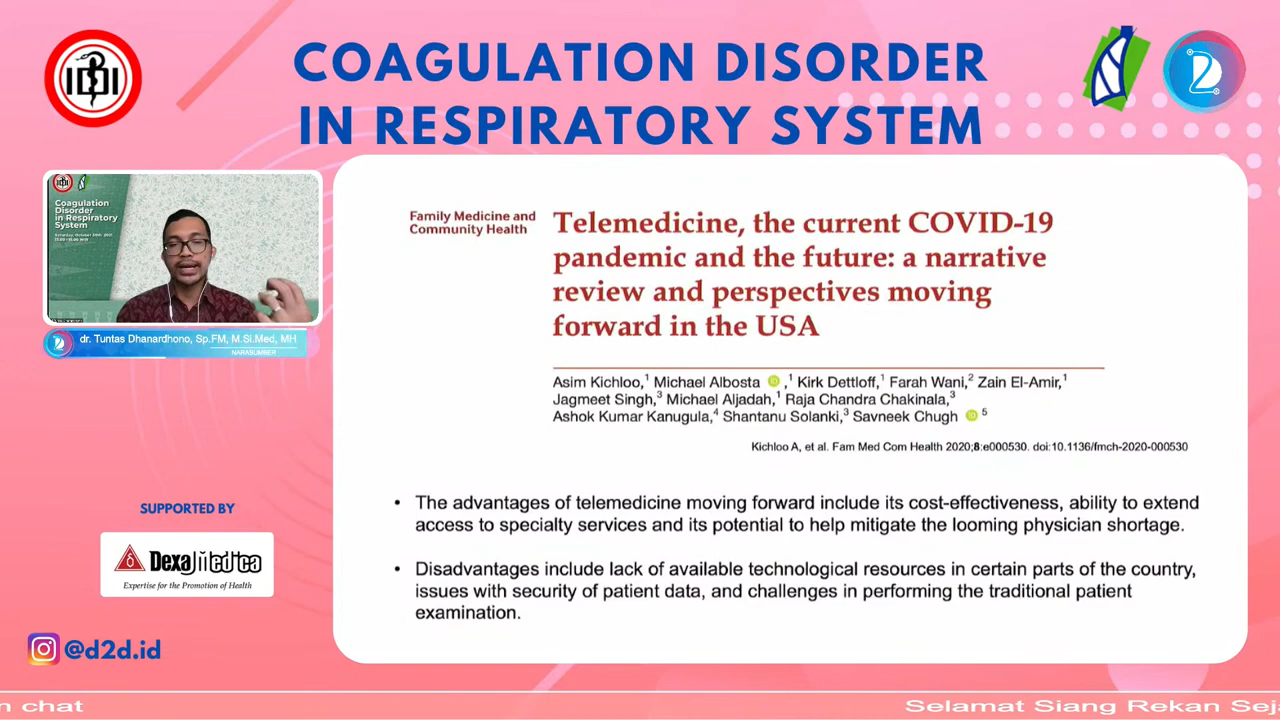 COAGULATION DISORDER
IN RESPIRATORY SYSTEM
IDI
Coagulation
Disorder
in Respiratory
System
dr. Tuntas Dhanardhono, Sp.FM, M.Si.Med, MH
NARASUMBER
Family Medicine and
Community Health
Telemedicine, the current COVID-19
pandemic and the future: a narrative
review and perspectives moving
forward in the USA
Asim Kichloo,¹ Michael Albosta iD ,¹ Kirk Dettloff,¹ Farah Wani,² Zain El-Amir,¹
Jagmeet Singh,³ Michael Aljadah,¹ Raja Chandra Chakinala,³
Ashok Kumar Kanugula,⁴ Shantanu Solanki,³ Savneek Chugh iD ⁵
Kichloo A, et al. Fam Med Com Health 2020;8:e000530. doi:10.1136/fmch-2020-000530
• The advantages of telemedicine moving forward include its cost-effectiveness, ability to extend
access to specialty services and its potential to help mitigate the looming physician shortage.
• Disadvantages include lack of available technological resources in certain parts of the country,
issues with security of patient data, and challenges in performing the traditional patient
examination.
SUPPORTED BY
DexaMedica
Expertise for the Promotion of Health
@d2d.id
n chat
Selamat Siang Rekan Sej